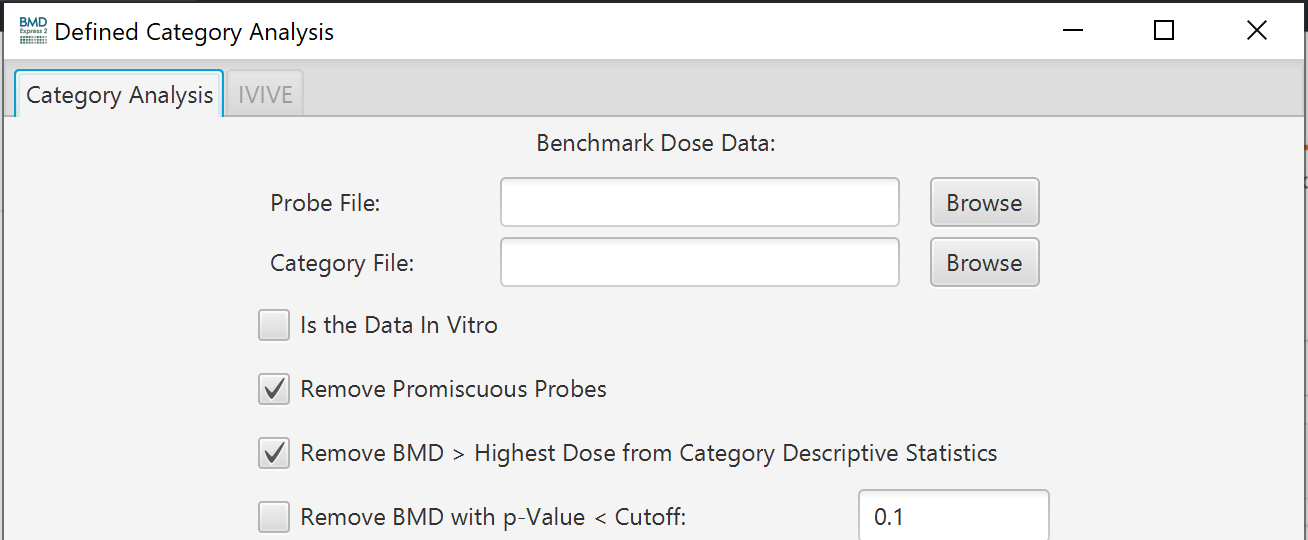 BMD
Express 2
Defined Category Analysis
Category Analysis IVIVE
Benchmark Dose Data:
Probe File: Browse
Category File: Browse
Is the Data In Vitro
Remove Promiscuous Probes
Remove BMD > Highest Dose from Category Descriptive Statistics
Remove BMD with p-Value < Cutoff: 0.1